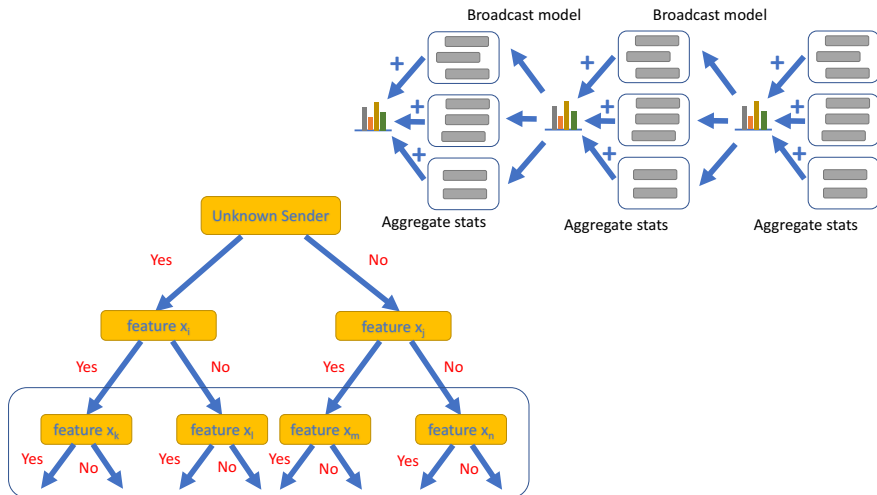 Broadcast model
Broadcast model
+
+
+
+
+
+
+
+
+
Aggregate stats
Aggregate stats
Aggregate stats
Unknown Sender
Yes
No
feature xᵢ
feature xⱼ
Yes
No
Yes
No
feature xₖ
feature xₗ
feature xₘ
feature xₙ
Yes
No
Yes
No
Yes
No
Yes
No